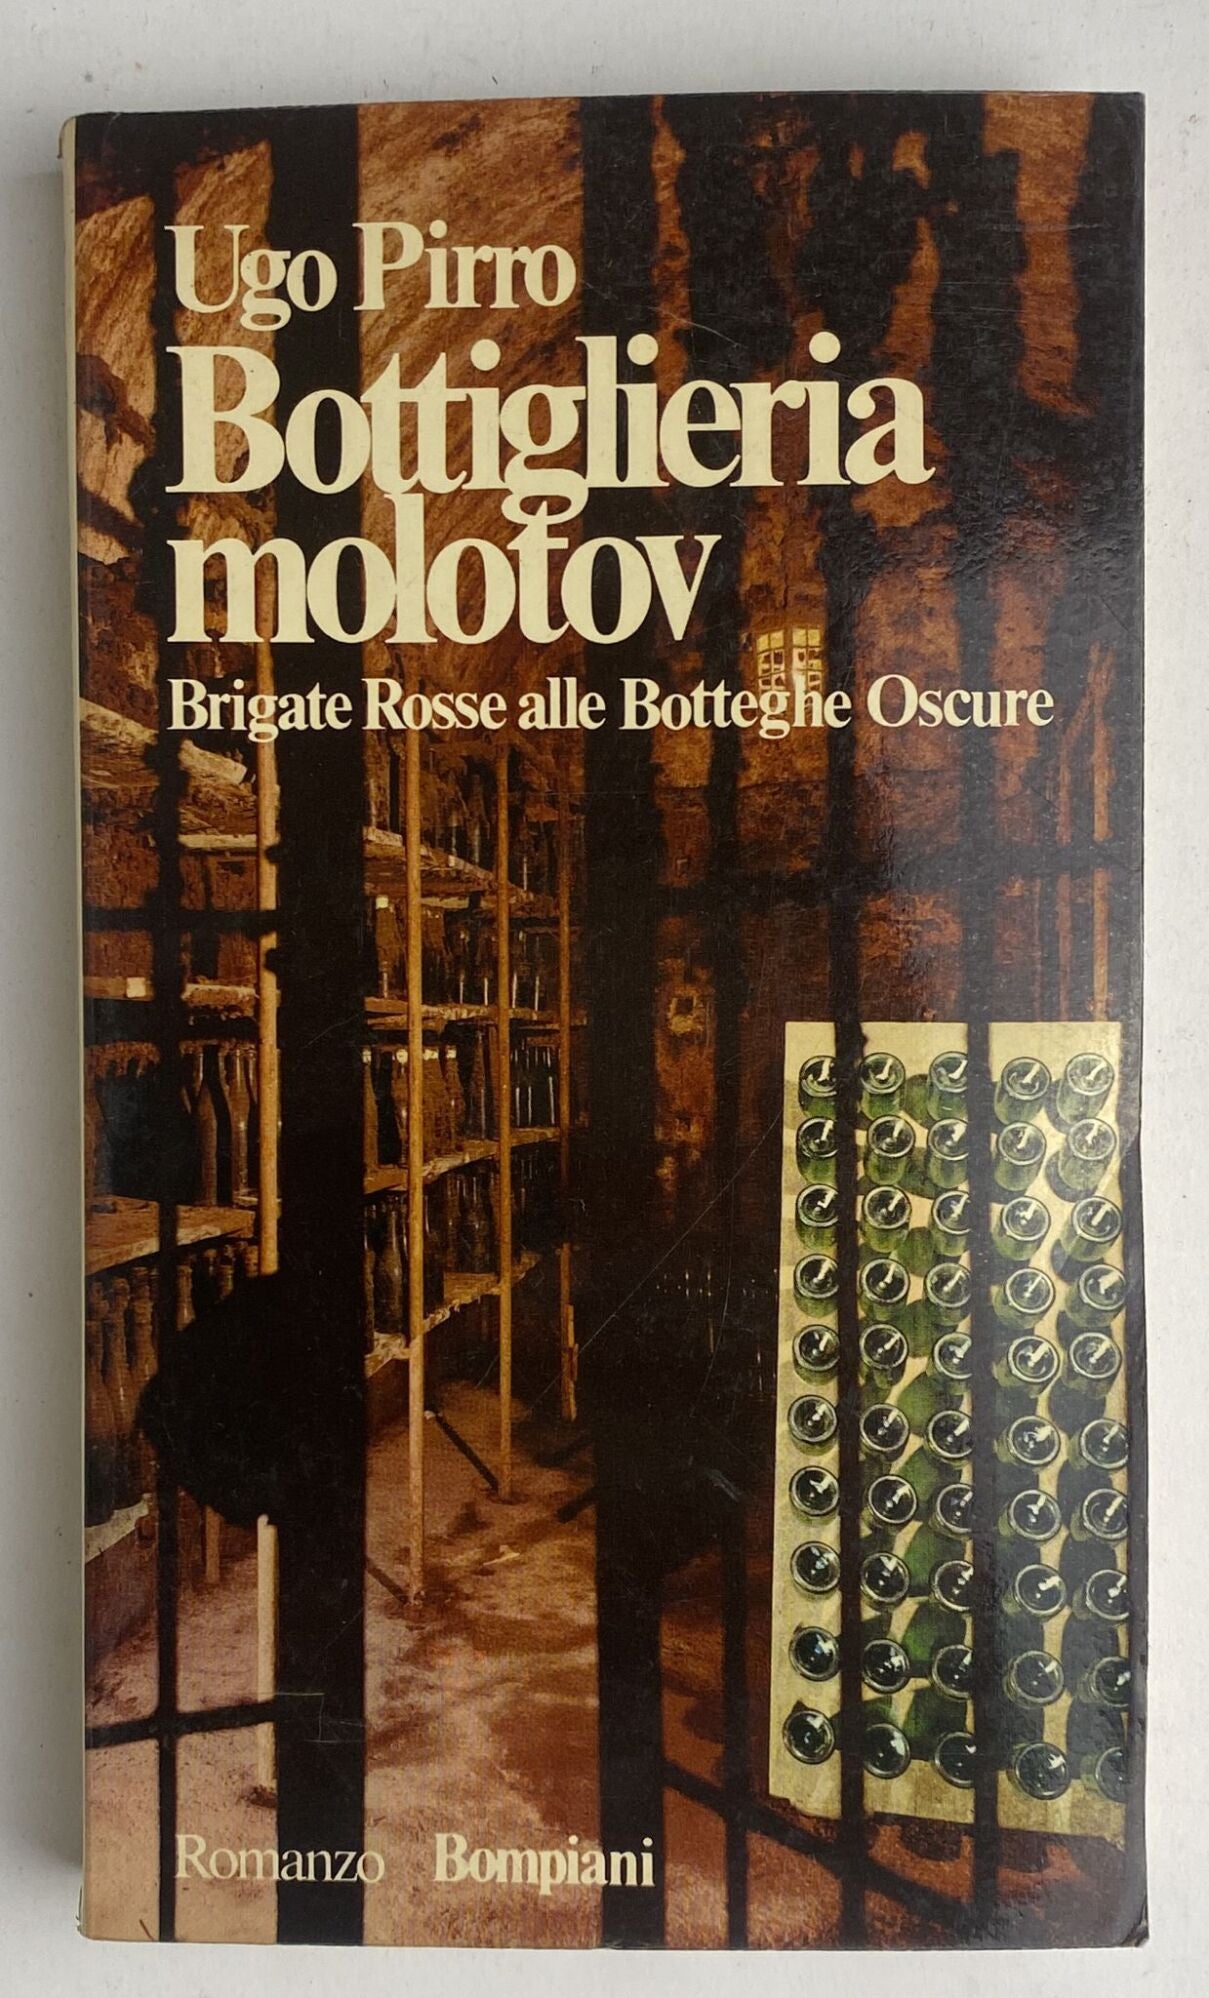 Ugo Pirro
Bottiglieria
molotov
Brigate Rosse alle Botteghe Oscure
Romanzo Bompiani